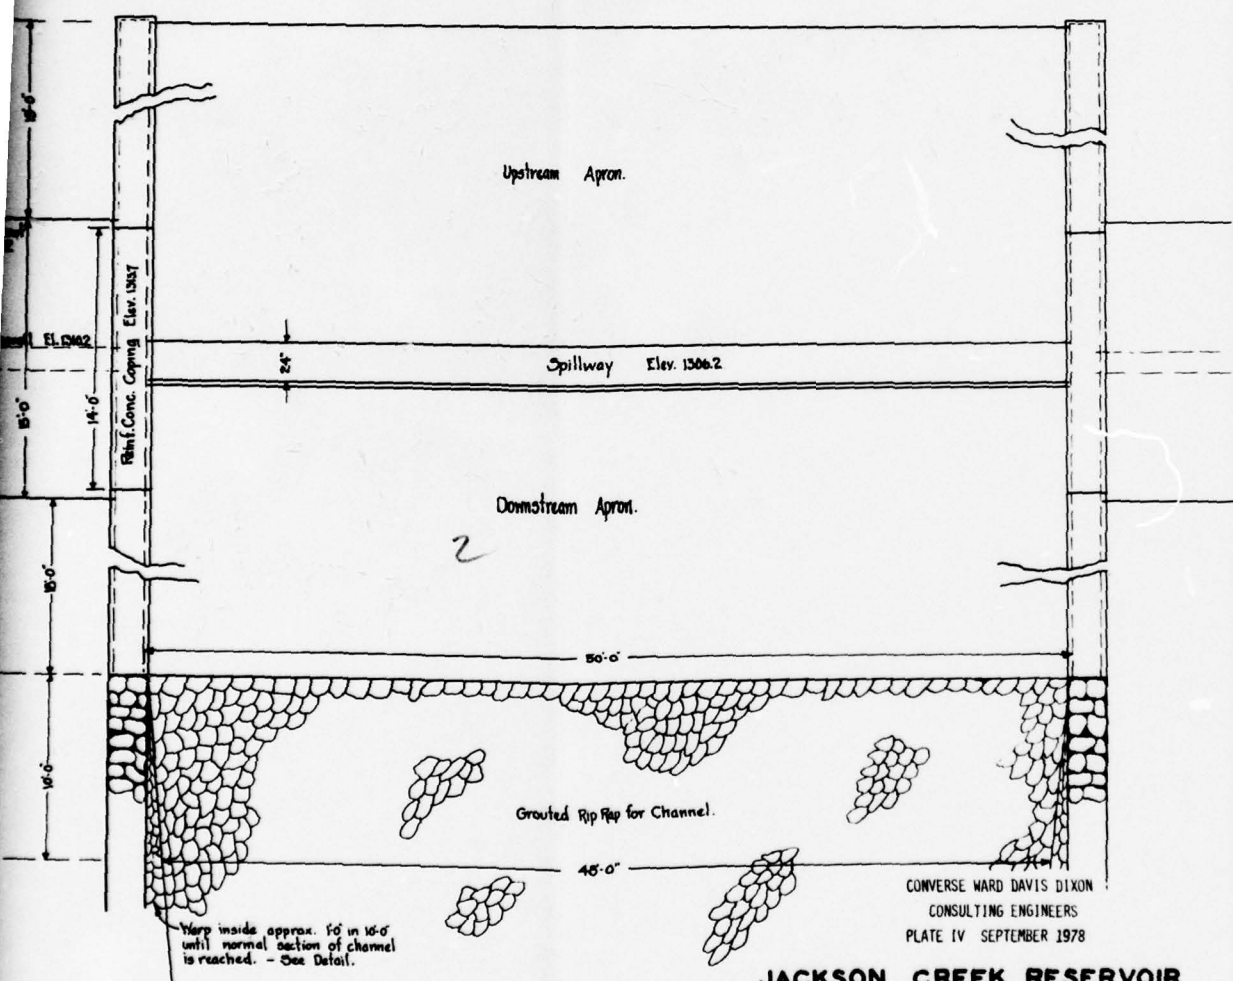 Upstream Apron.
Reinf. Conc. Coping Elev. 1313.7
El. 1310.2
24"
Spillway Elev. 1306.2
15'-0"
14'-0"
Downstream Apron.
2
15'-0"
50'-0"
10'-0"
Grouted Rip Rap for Channel.
48'-0"
CONVERSE WARD DAVIS DIXON
CONSULTING ENGINEERS
PLATE IV SEPTEMBER 1978
Warp inside approx. 1'-0" in 10'-0"
until normal section of channel
is reached. - See Detail.
JACKSON CREEK RESERVOIR